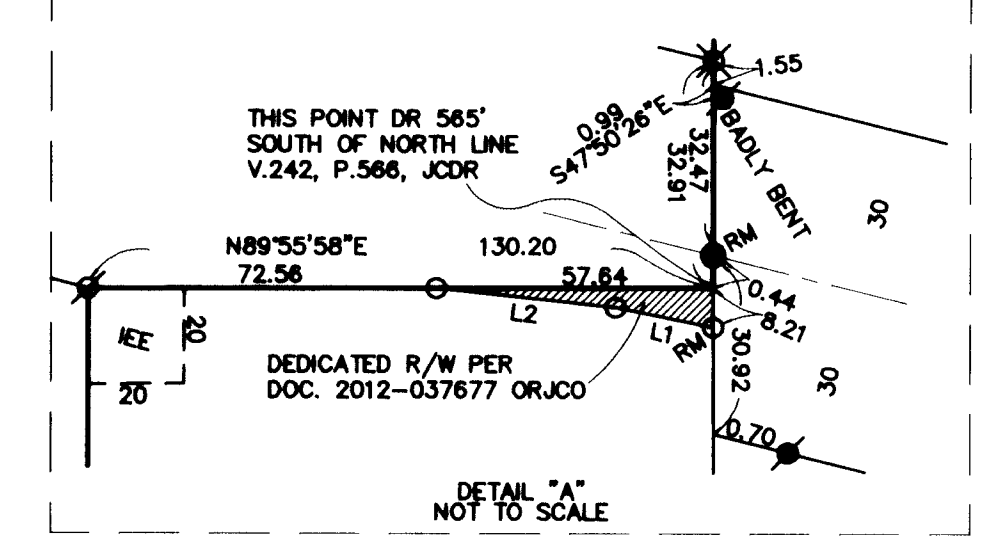 1.55
THIS POINT DR 565'
SOUTH OF NORTH LINE
V.242, P.566, JCDR
0.99
S47°50'26"E
32.47
32.91
BADLY BENT
30
RM
N89°55'58"E
130.20
72.56
57.64
0.44
8.21
IEE
20
20
L2
L1
RM
30.92
30
DEDICATED R/W PER
DOC. 2012-037677 ORJCO
0.70
DETAIL "A"
NOT TO SCALE